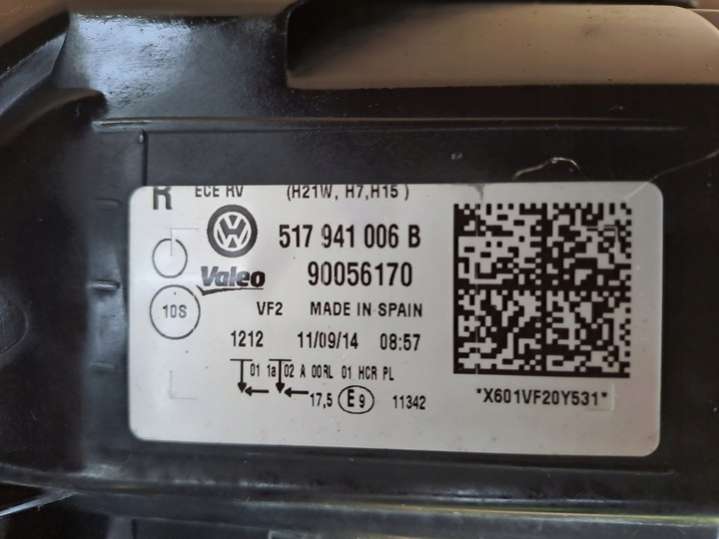 R ECE RV (H21W, H7,H15 )
517 941 006 B
Valeo 90056170
10S VF2 MADE IN SPAIN
1212 11/09/14 08:57
01 1a 02 A 00RL 01 HCR PL
17,5 E9 11342
*X601VF20Y531*